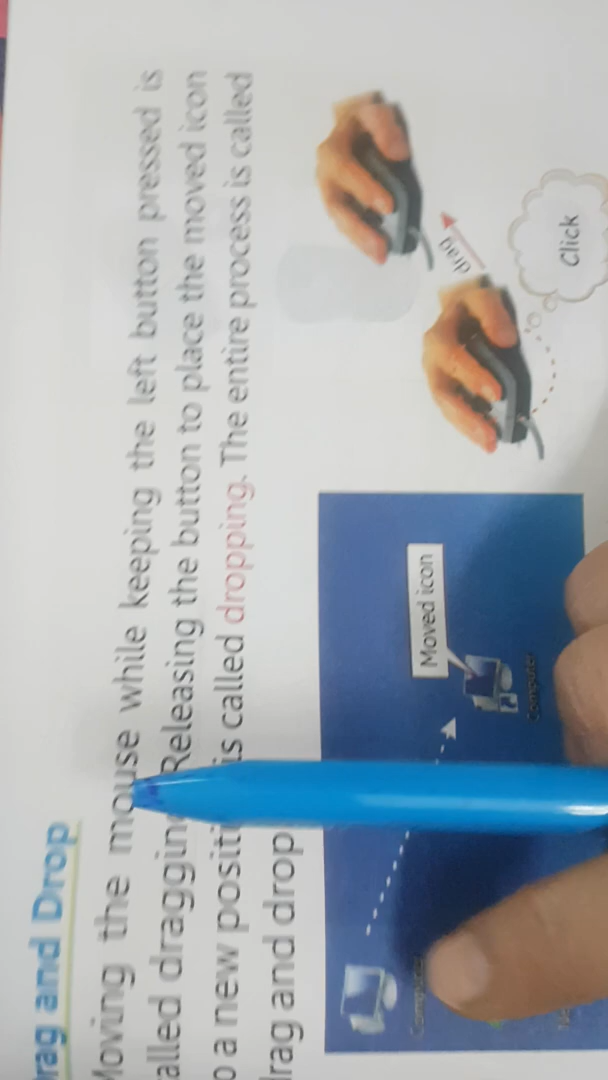 rag and Drop
Moving the mouse while keeping the left button pressed is
alled dragging Releasing the button to place the moved icon
o a new positi is called dropping. The entire process is called
rag and drop
drag
Click
Moved icon
Computer